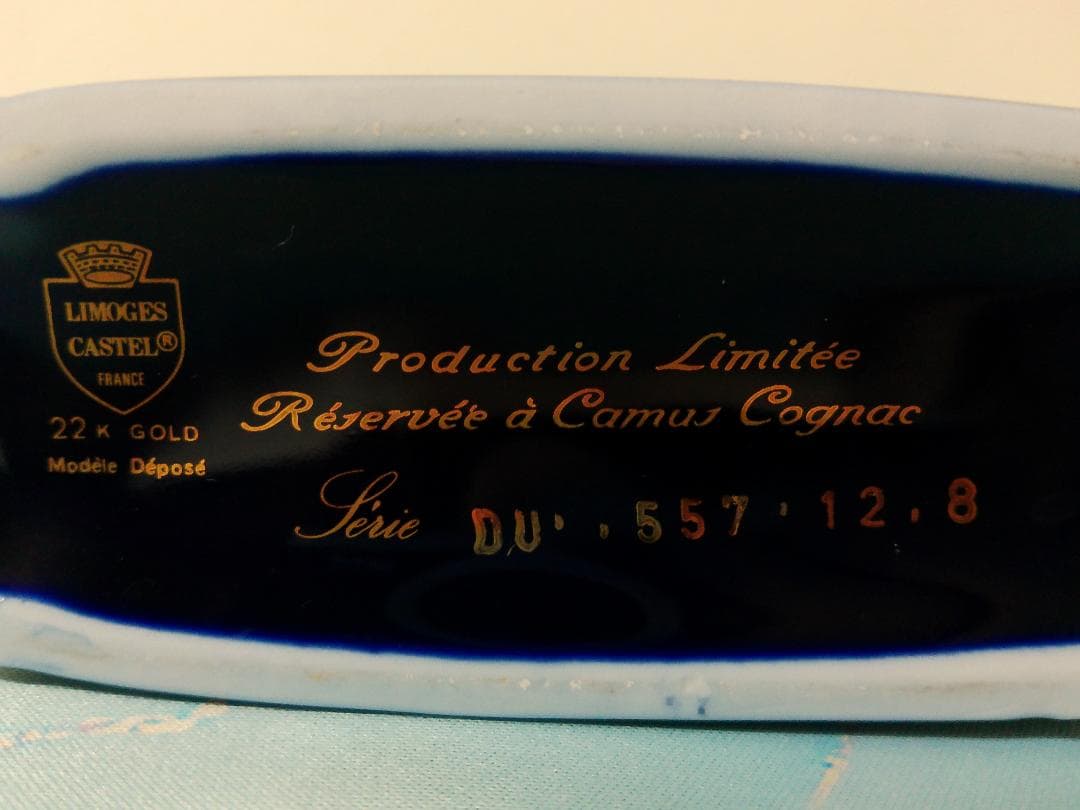 LIMOGES
CASTEL®
FRANCE
22 K GOLD
Modèle Déposé
Production Limitée
Réservée à Camus Cognac
Série DU' . 557 ' 12 . 8